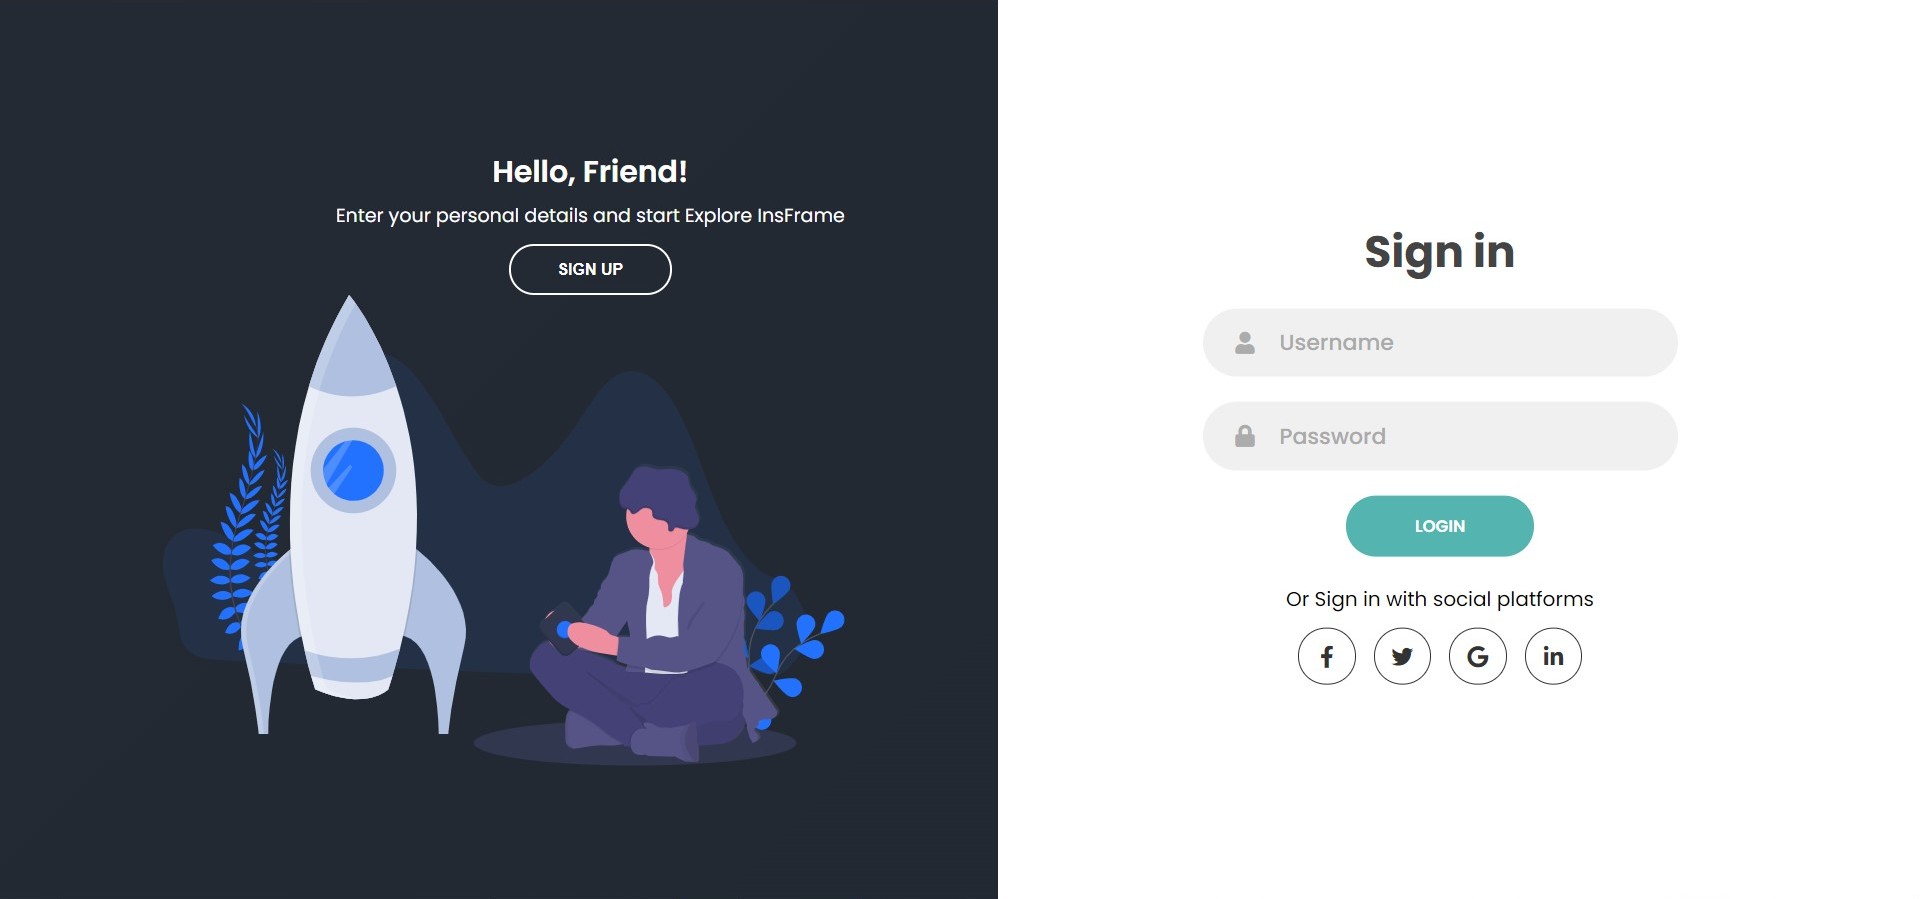 Hello, Friend!
Enter your personal details and start Explore InsFrame
SIGN UP
Sign in
Username
Password
LOGIN
Or Sign in with social platforms